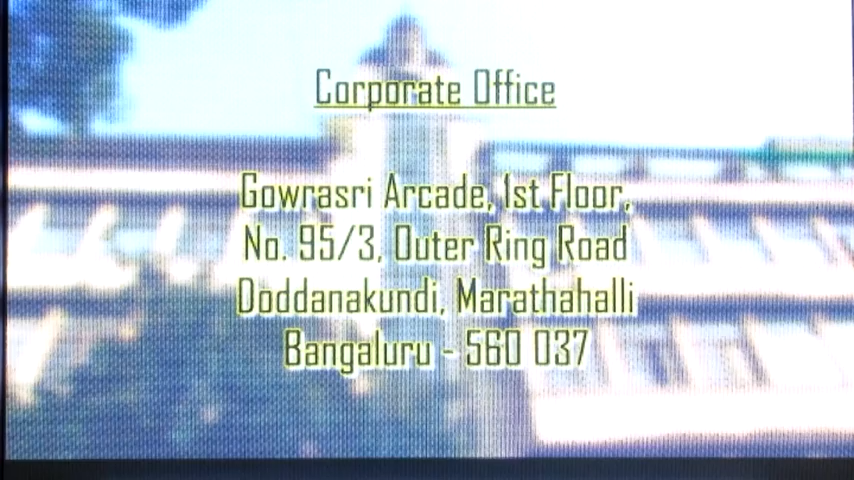 Corporate Office
Gowrasri Arcade, 1st Floor,
No. 95/3, Outer Ring Road
Doddanakundi, Marathahalli
Bangaluru - 560 037